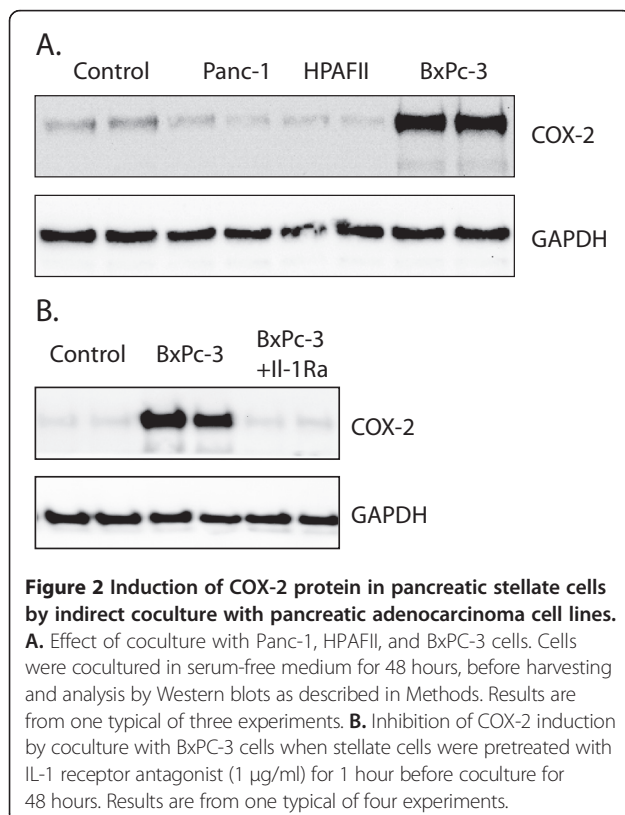 A.
Control Panc-1 HPAFII BxPc-3
COX-2
GAPDH
B.
Control BxPc-3 BxPc-3
+Il-1Ra
COX-2
GAPDH
Figure 2 Induction of COX-2 protein in pancreatic stellate cells
by indirect coculture with pancreatic adenocarcinoma cell lines.
A. Effect of coculture with Panc-1, HPAFII, and BxPC-3 cells. Cells
were cocultured in serum-free medium for 48 hours, before harvesting
and analysis by Western blots as described in Methods. Results are
from one typical of three experiments. B. Inhibition of COX-2 induction
by coculture with BxPC-3 cells when stellate cells were pretreated with
IL-1 receptor antagonist (1 μg/ml) for 1 hour before coculture for
48 hours. Results are from one typical of four experiments.